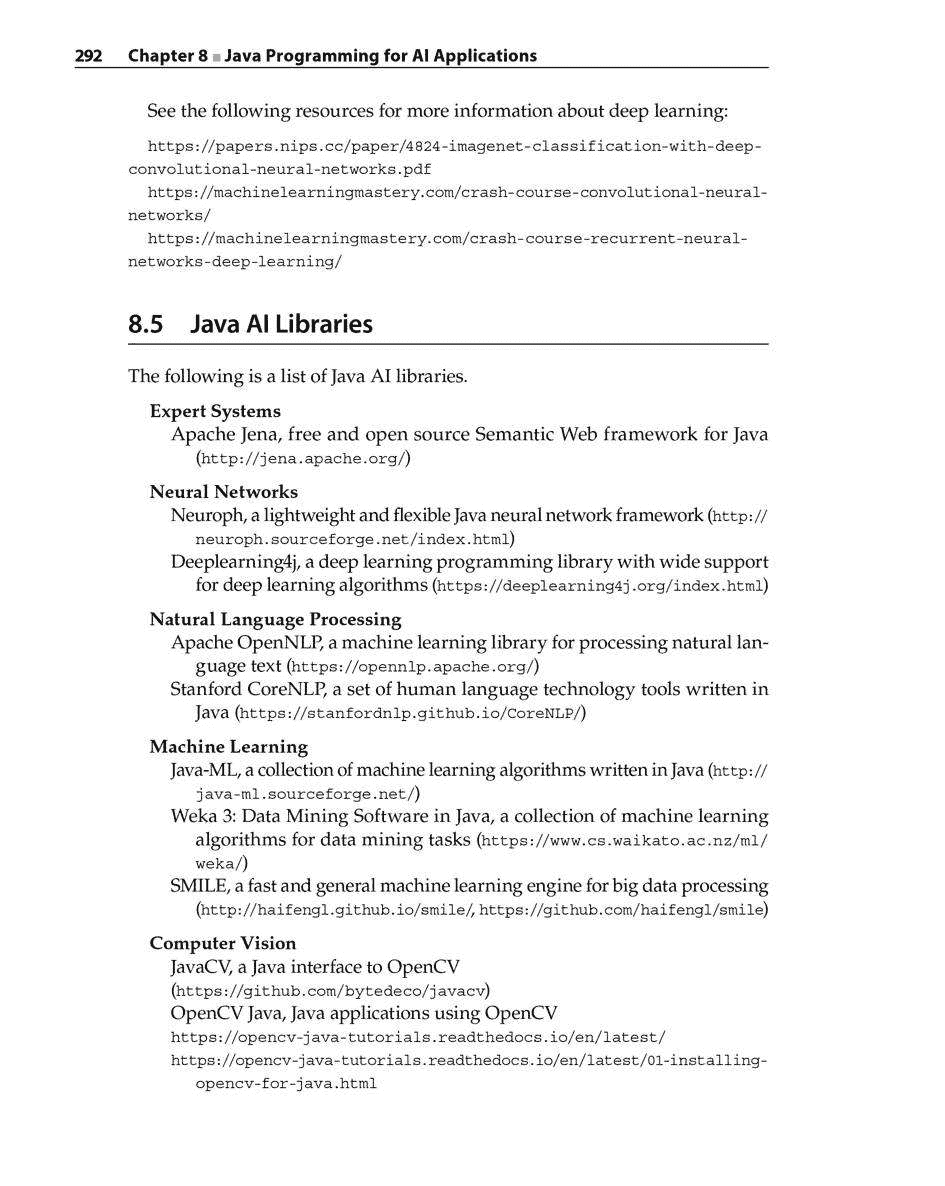 292 Chapter 8 ■ Java Programming for AI Applications
See the following resources for more information about deep learning:
https://papers.nips.cc/paper/4824-imagenet-classification-with-deep-
convolutional-neural-networks.pdf
https://machinelearningmastery.com/crash-course-convolutional-neural-
networks/
https://machinelearningmastery.com/crash-course-recurrent-neural-
networks-deep-learning/
8.5 Java AI Libraries
The following is a list of Java AI libraries.
Expert Systems
Apache Jena, free and open source Semantic Web framework for Java
(http://jena.apache.org/)
Neural Networks
Neuroph, a lightweight and flexible Java neural network framework (http://
neuroph.sourceforge.net/index.html)
Deeplearning4j, a deep learning programming library with wide support
for deep learning algorithms (https://deeplearning4j.org/index.html)
Natural Language Processing
Apache OpenNLP, a machine learning library for processing natural lan-
guage text (https://opennlp.apache.org/)
Stanford CoreNLP, a set of human language technology tools written in
Java (https://stanfordnlp.github.io/CoreNLP/)
Machine Learning
Java-ML, a collection of machine learning algorithms written in Java (http://
java-ml.sourceforge.net/)
Weka 3: Data Mining Software in Java, a collection of machine learning
algorithms for data mining tasks (https://www.cs.waikato.ac.nz/ml/
weka/)
SMILE, a fast and general machine learning engine for big data processing
(http://haifengl.github.io/smile/, https://github.com/haifengl/smile)
Computer Vision
JavaCV, a Java interface to OpenCV
(https://github.com/bytedeco/javacv)
OpenCV Java, Java applications using OpenCV
https://opencv-java-tutorials.readthedocs.io/en/latest/
https://opencv-java-tutorials.readthedocs.io/en/latest/01-installing-
opencv-for-java.html